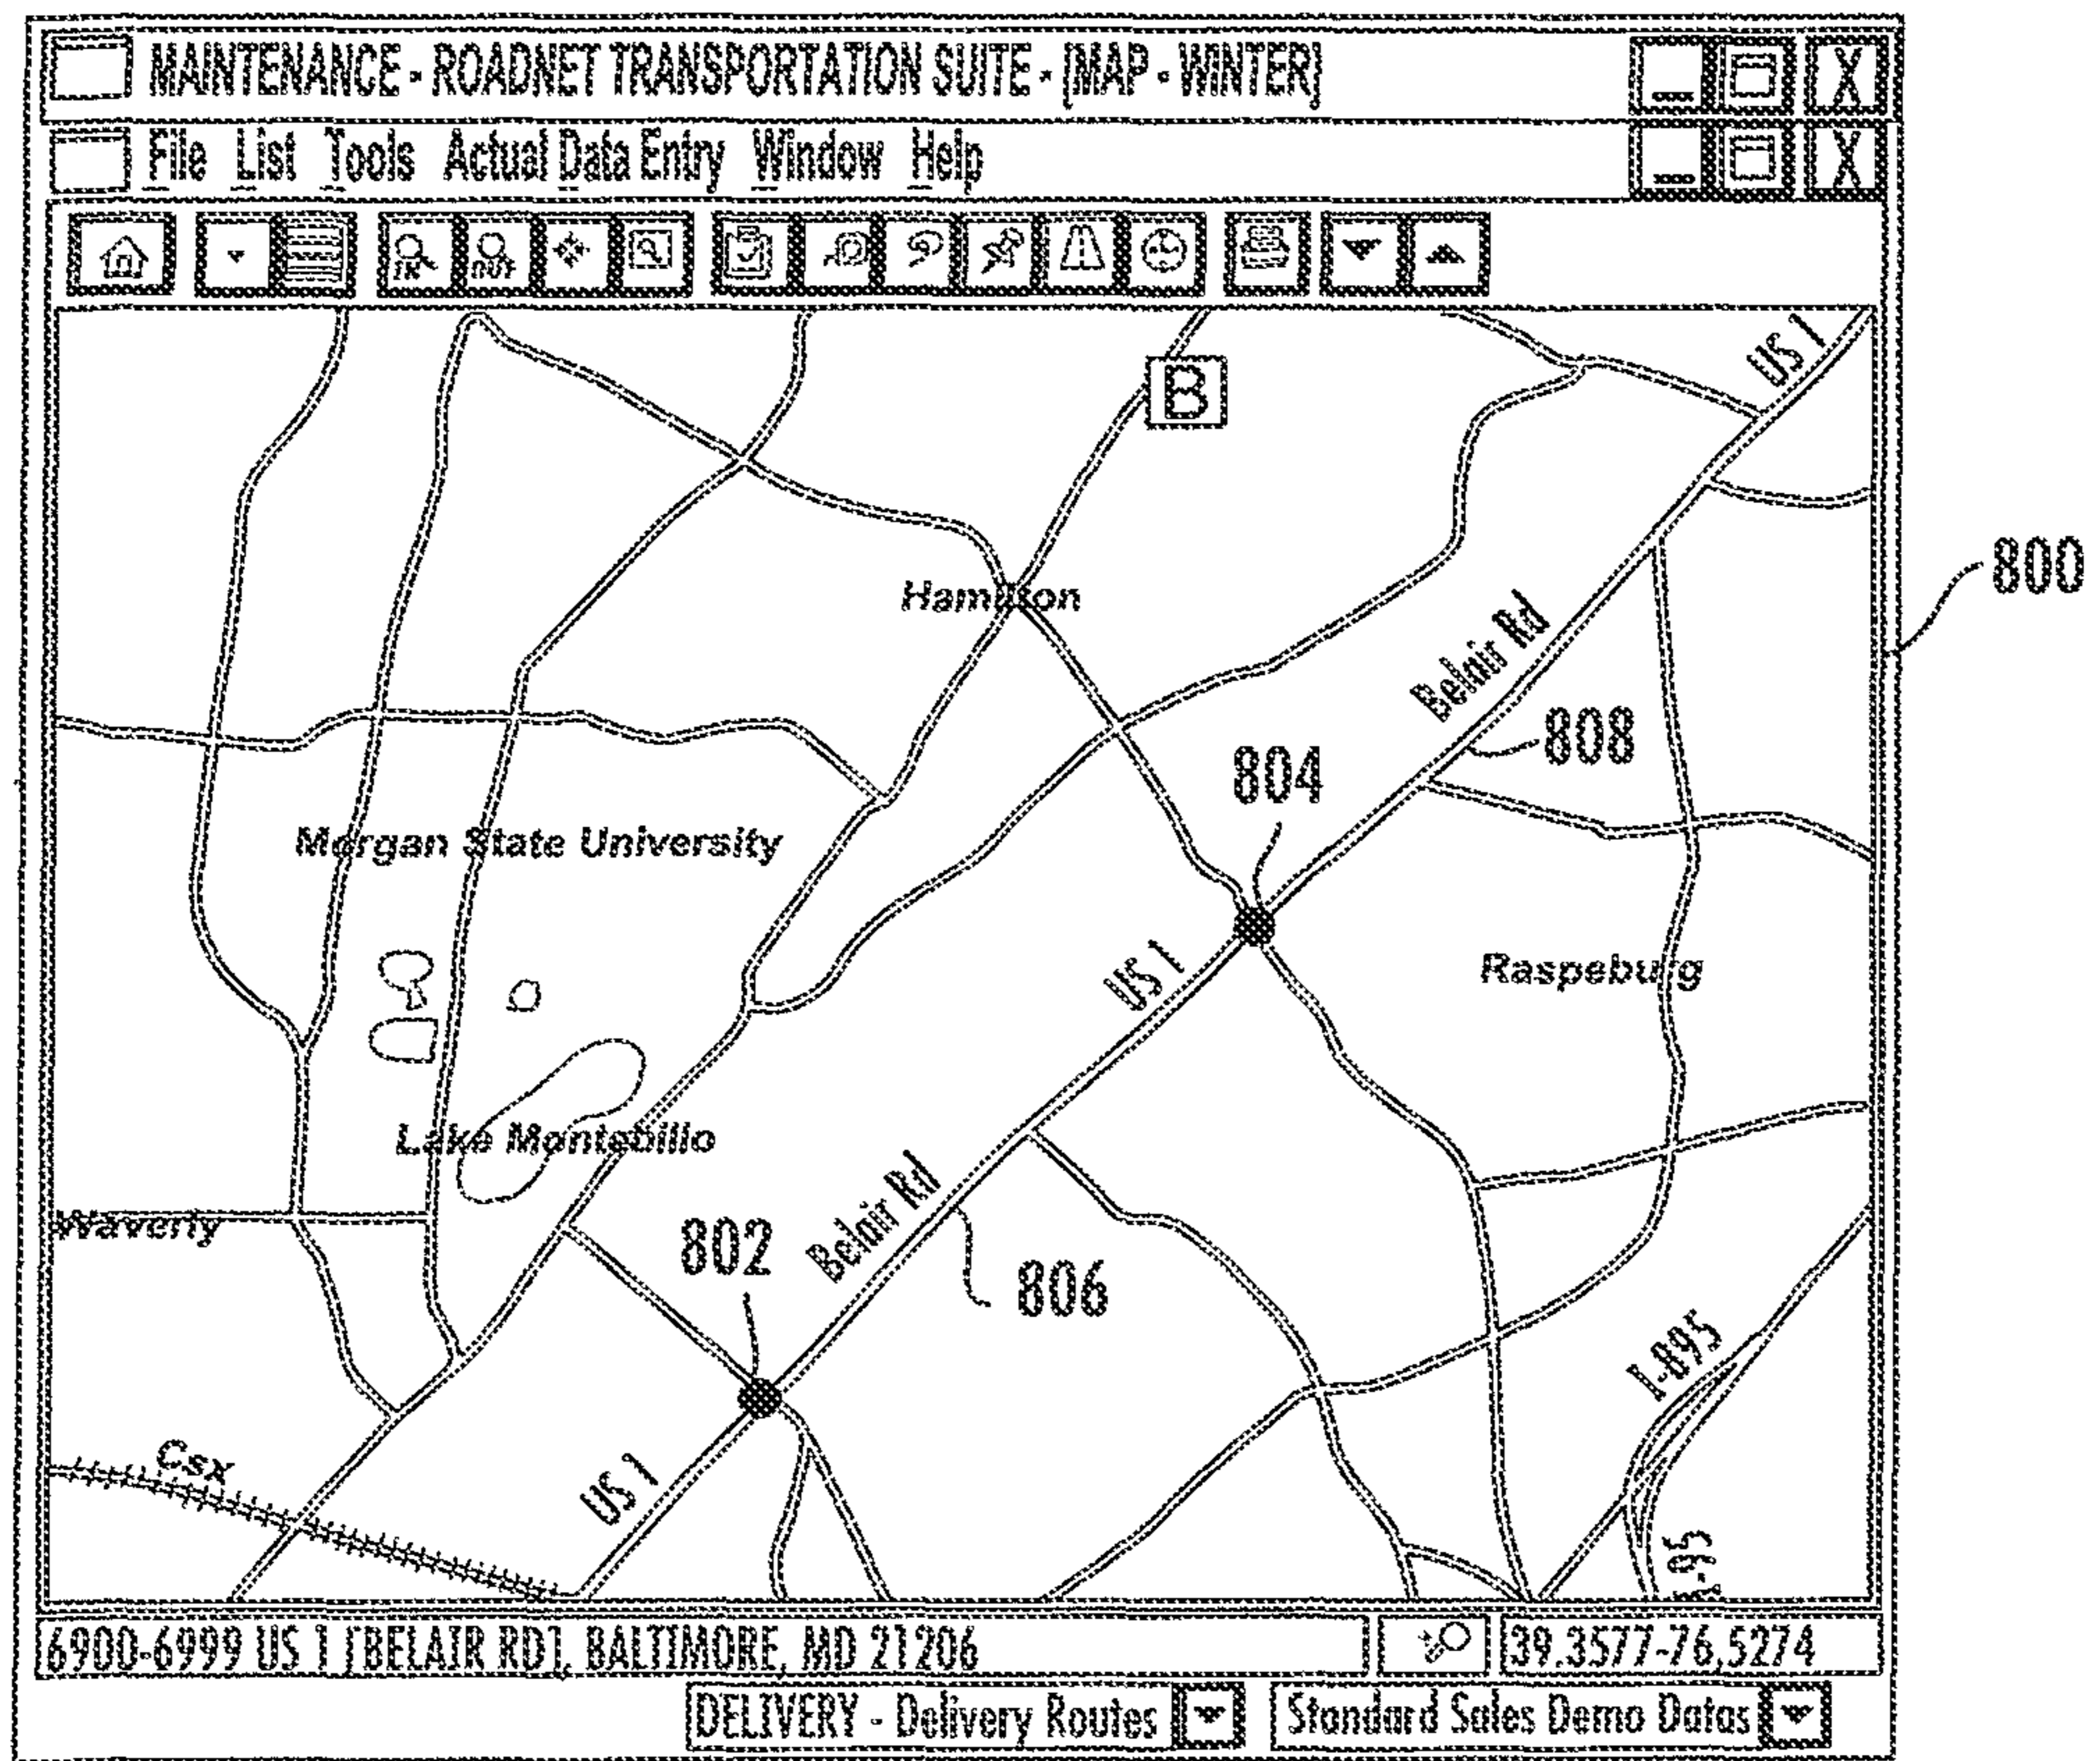 MAINTENANCE - ROADNET TRANSPORTATION SUITE - [MAP - WINTER]
File List Tools Actual Data Entry Window Help
IN OUT
US 1
B
800
Hamilton
Belair Rd
808
804
Morgan State University
US 1
Raspeburg
Lake Montebillo
Belair Rd
Waverly
802
806
I-895
Csx
US 1
I-95
6900-6999 US 1 [BELAIR RD], BALTIMORE, MD 21206
39.3577-76,5274
DELIVERY - Delivery Routes
Standard Sales Demo Datas